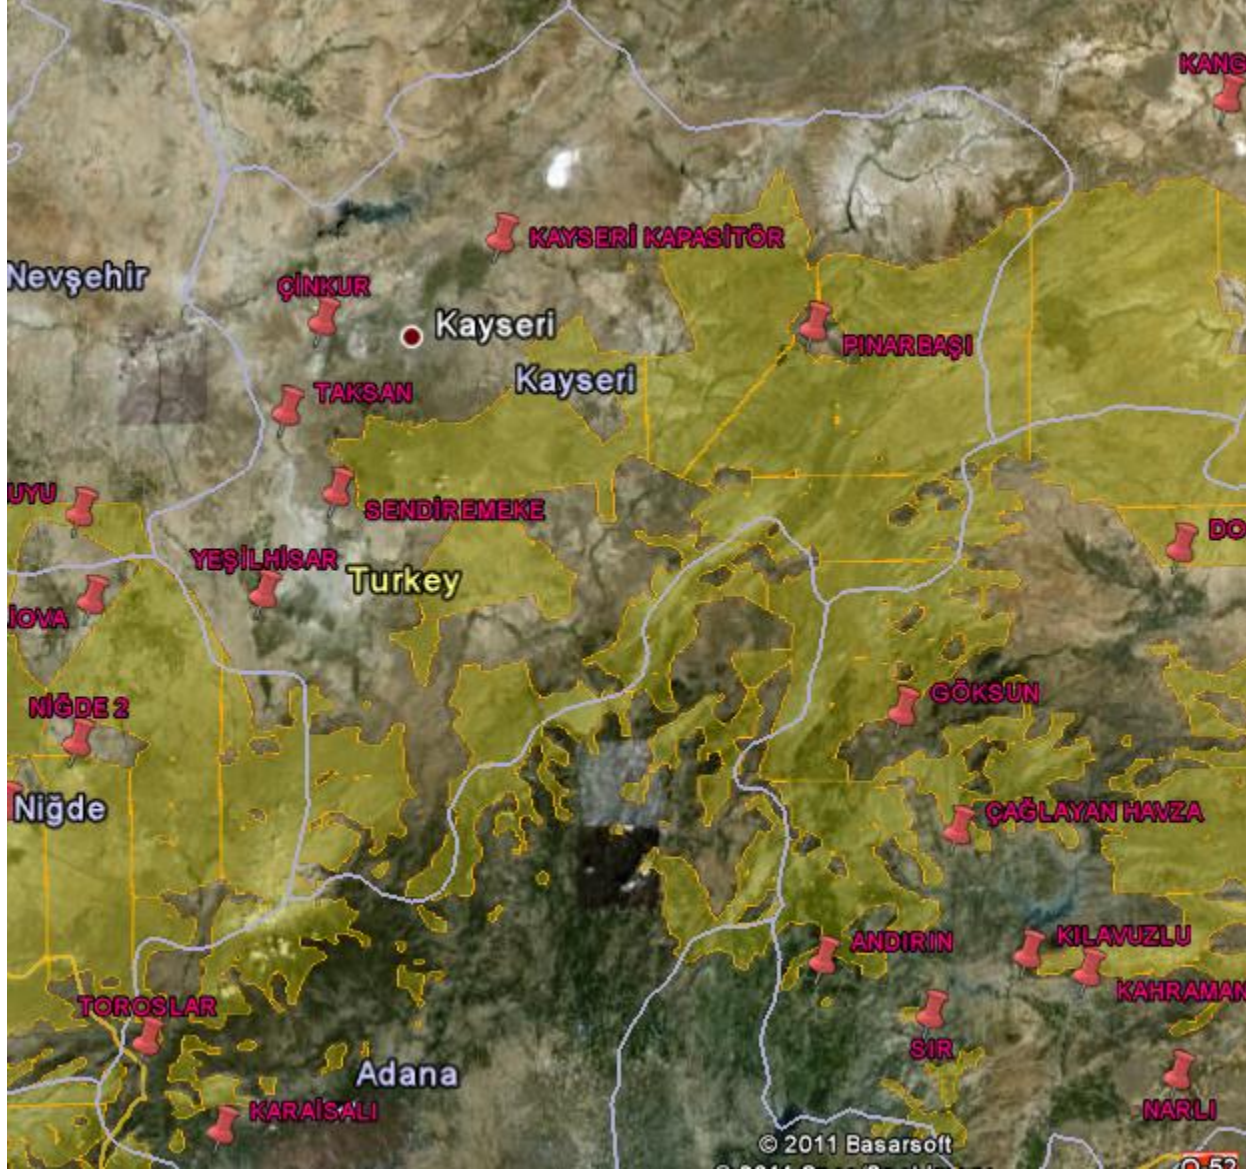 KANG
KAYSERİ KAPASİTÖR
Nevşehir
ÇİNKUR
Kayseri
PINARBAŞI
Kayseri
TAKSAN
UYU
SENDİREMEKE
DO
YEŞİLHİSAR
Turkey
İOVA
GÖKSUN
NİĞDE 2
Niğde
ÇAĞLAYAN HAVZA
ANDIRIN
KILAVUZLU
KAHRAMAN
TOROSLAR
SIR
Adana
KARAİSALI
NARLI
© 2011 Basarsoft